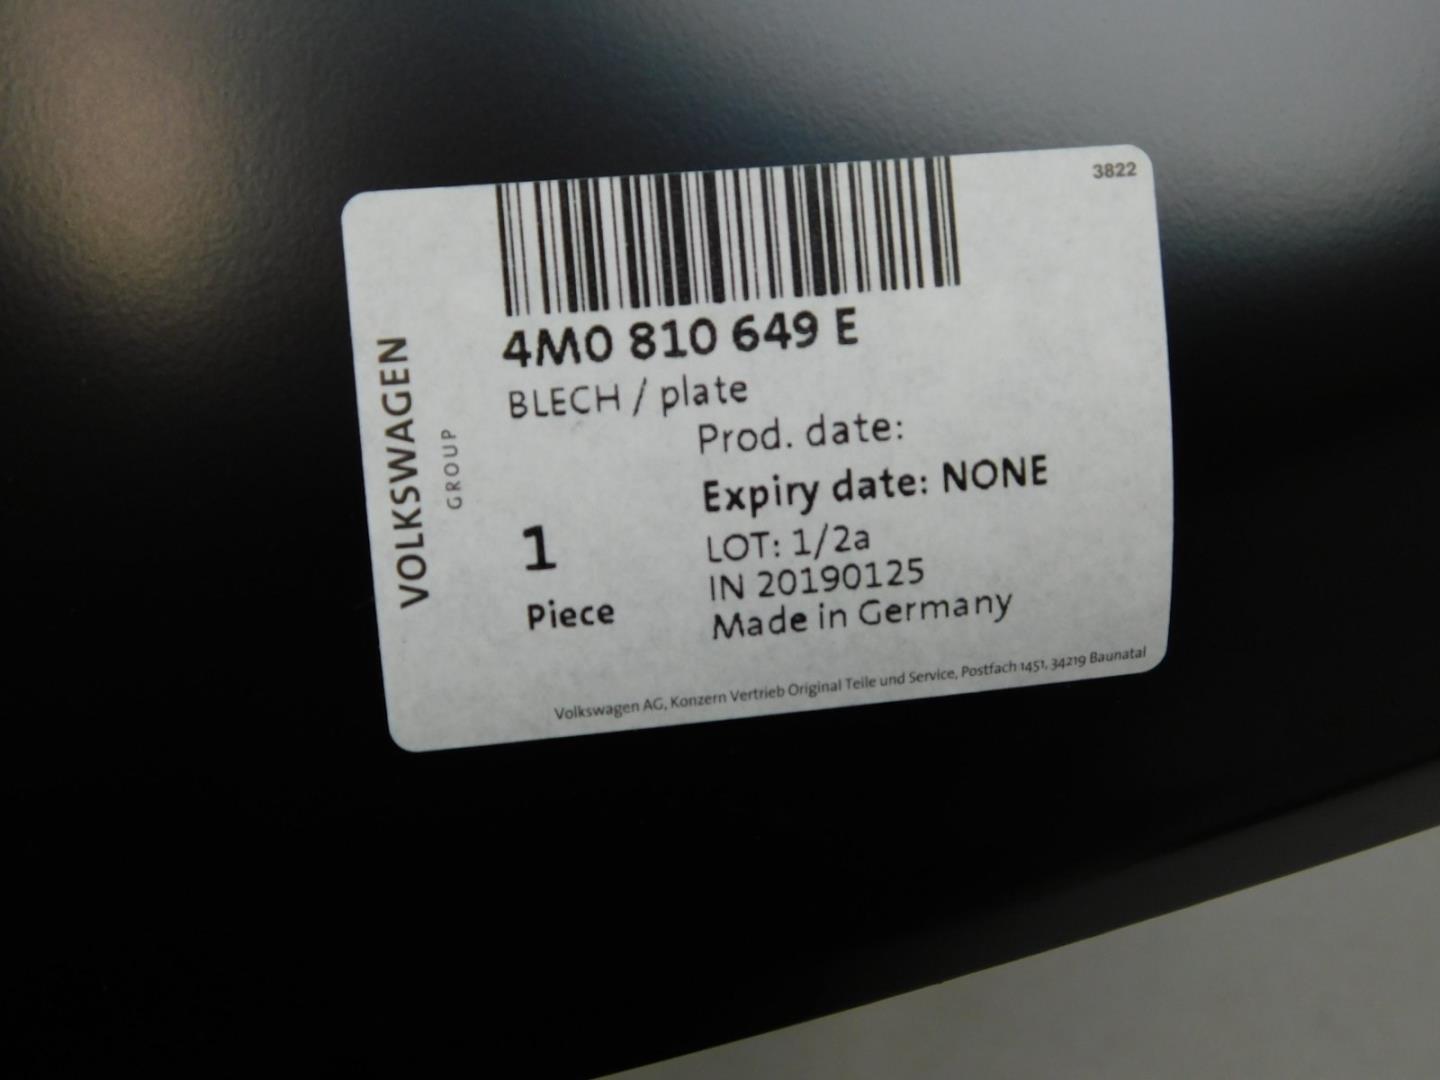 3822
4M0 810 649 E
BLECH / plate
Prod. date:
Expiry date: NONE
LOT: 1/2a
IN 20190125
Made in Germany
1
Piece
VOLKSWAGEN
GROUP
Volkswagen AG, Konzern Vertrieb Original Teile und Service, Postfach 1451, 34219 Baunatal